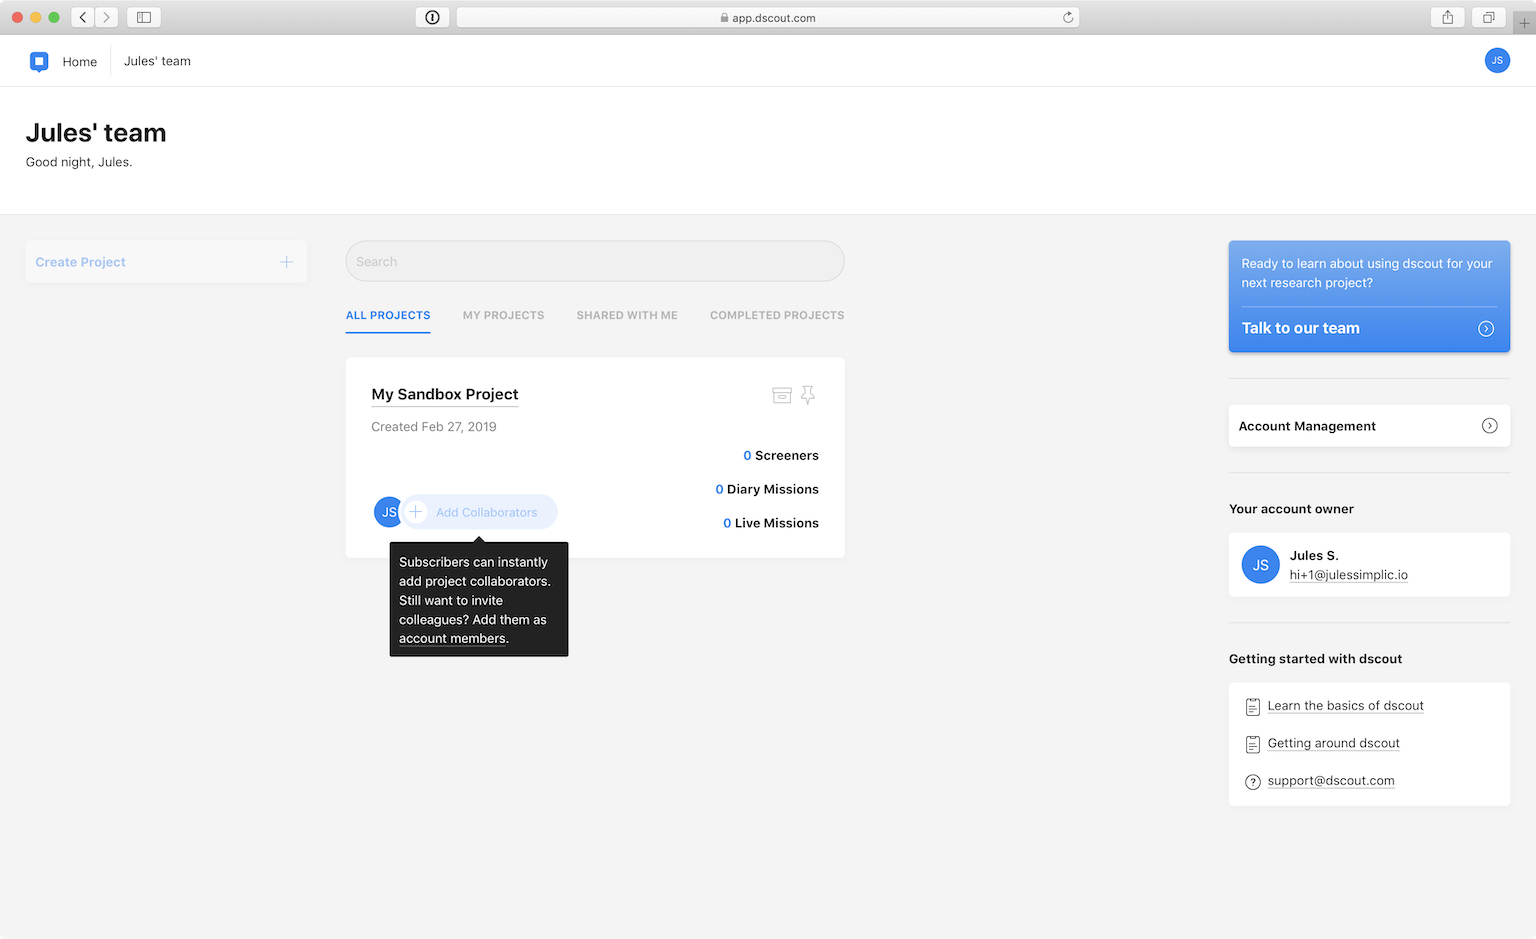 app.dscout.com
Home
Jules' team
JS
Jules' team
Good night, Jules.
Create Project
Search
ALL PROJECTS
MY PROJECTS
SHARED WITH ME
COMPLETED PROJECTS
My Sandbox Project
Created Feb 27, 2019
0 Screeners
0 Diary Missions
0 Live Missions
JS
Add Collaborators
Subscribers can instantly
add project collaborators.
Still want to invite
colleagues? Add them as
account members.
Ready to learn about using dscout for your
next research project?
Talk to our team
Account Management
Your account owner
JS
Jules S.
hi+1@julessimplic.io
Getting started with dscout
Learn the basics of dscout
Getting around dscout
support@dscout.com